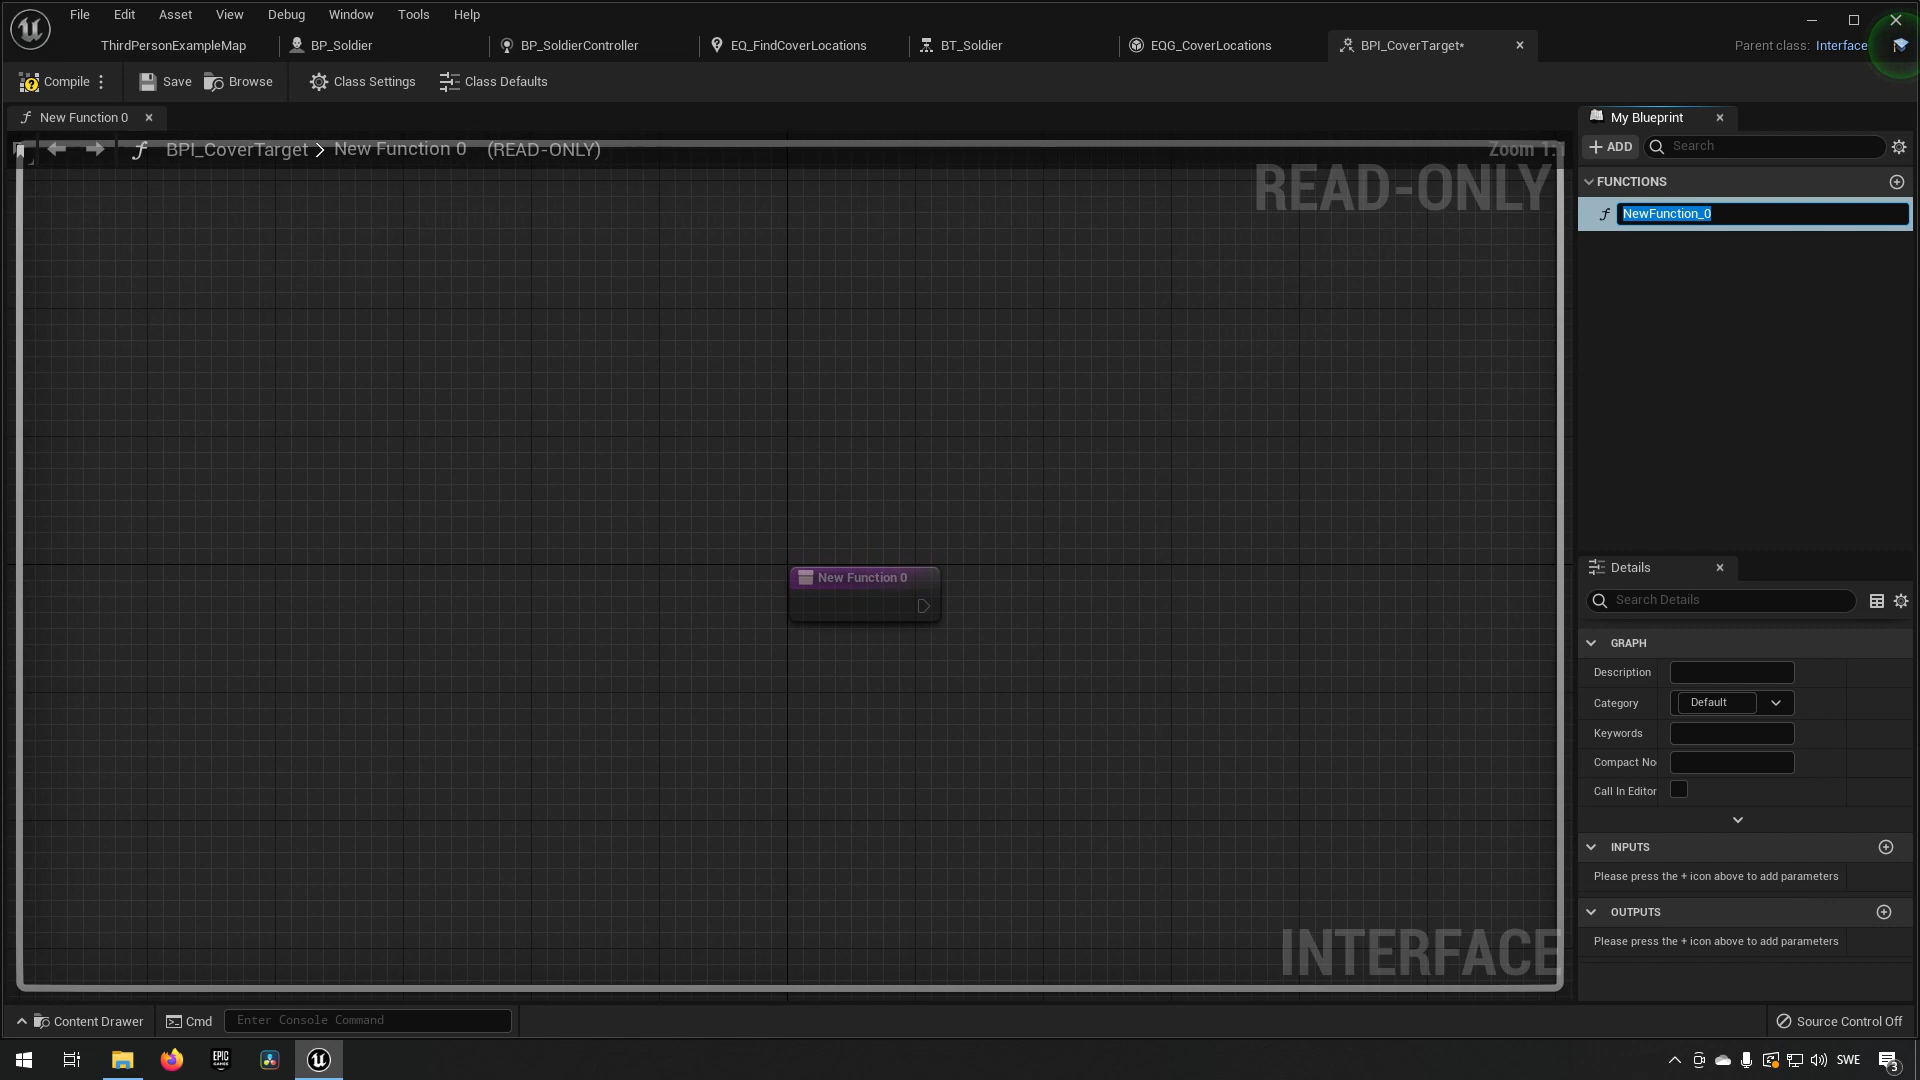 File Edit Asset View Debug Window Tools Help
ThirdPersonExampleMap BP_Soldier BP_SoldierController EQ_FindCoverLocations BT_Soldier EQG_CoverLocations BPI_CoverTarget* Parent class: Interface
Compile Save Browse Class Settings Class Defaults
New Function 0
My Blueprint
BPI_CoverTarget > New Function 0 (READ-ONLY)
Zoom 1:1
ADD Search
READ-ONLY
FUNCTIONS
NewFunction_0
New Function 0
Details
Search Details
GRAPH
Description
Category Default
Keywords
Compact No
Call In Editor
INPUTS
Please press the + icon above to add parameters
OUTPUTS
Please press the + icon above to add parameters
INTERFACE
Content Drawer Cmd Enter Console Command Source Control Off
EPIC GAMES
SWE
3